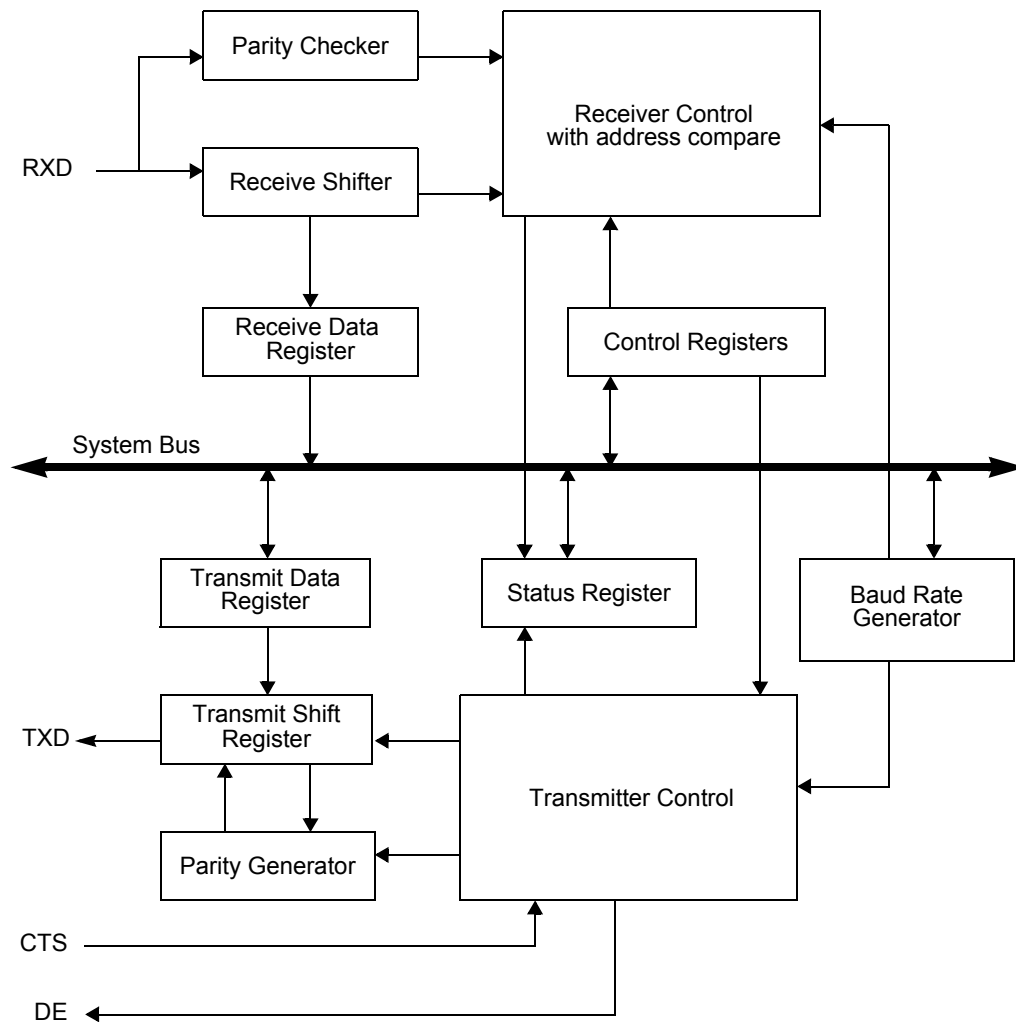 Parity Checker
Receiver Control
with address compare
RXD
Receive Shifter
Receive Data
Register
Control Registers
System Bus
Transmit Data
Register
Status Register
Baud Rate
Generator
Transmit Shift
Register
TXD
Transmitter Control
Parity Generator
CTS
DE